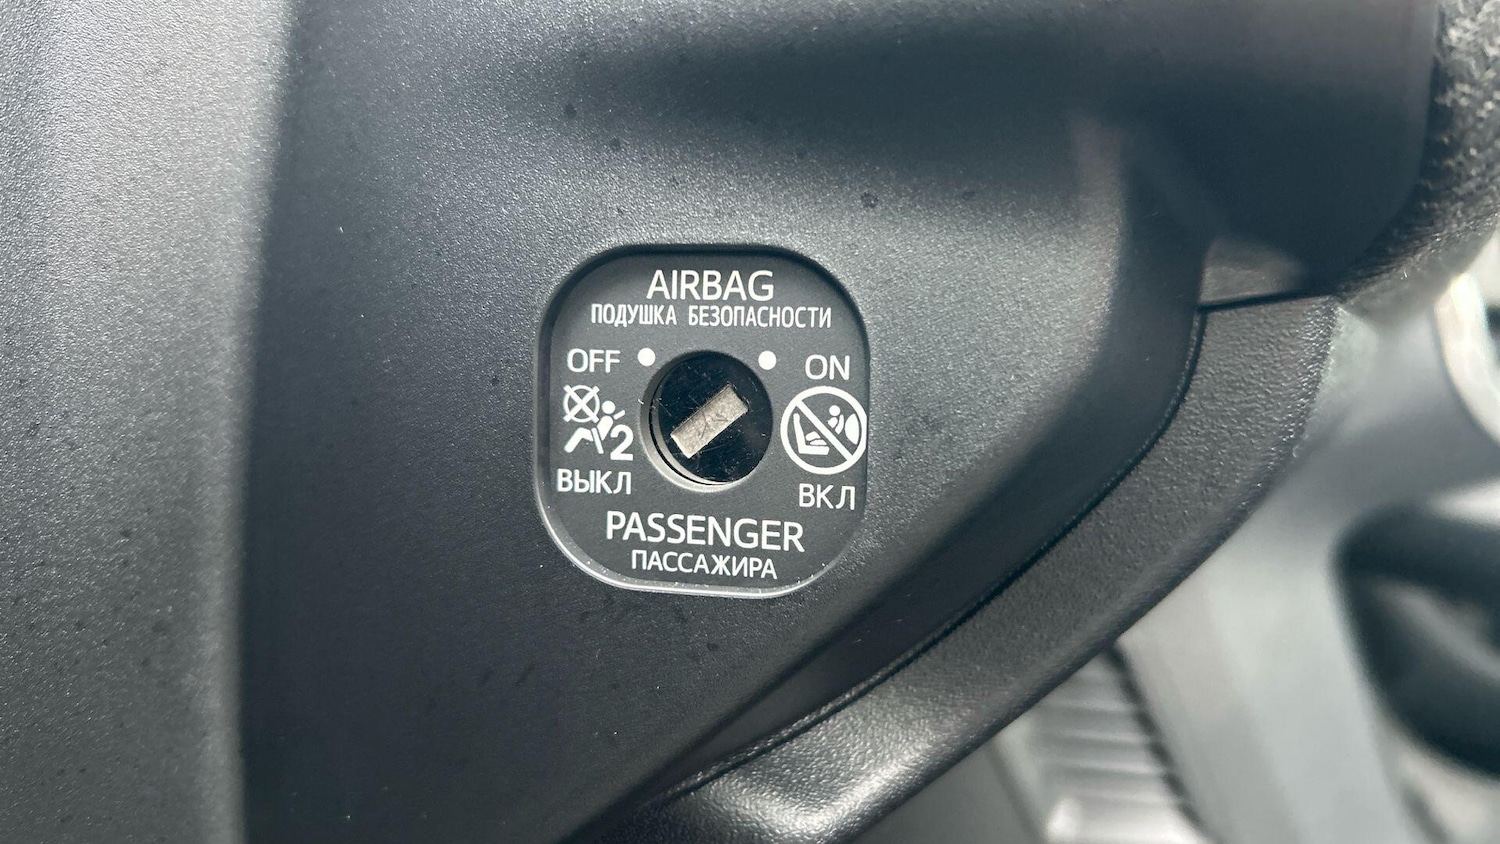 AIRBAG
ПОДУШКА БЕЗОПАСНОСТИ
OFF ON
2
ВЫКЛ ВКЛ
PASSENGER
ПАССАЖИРА